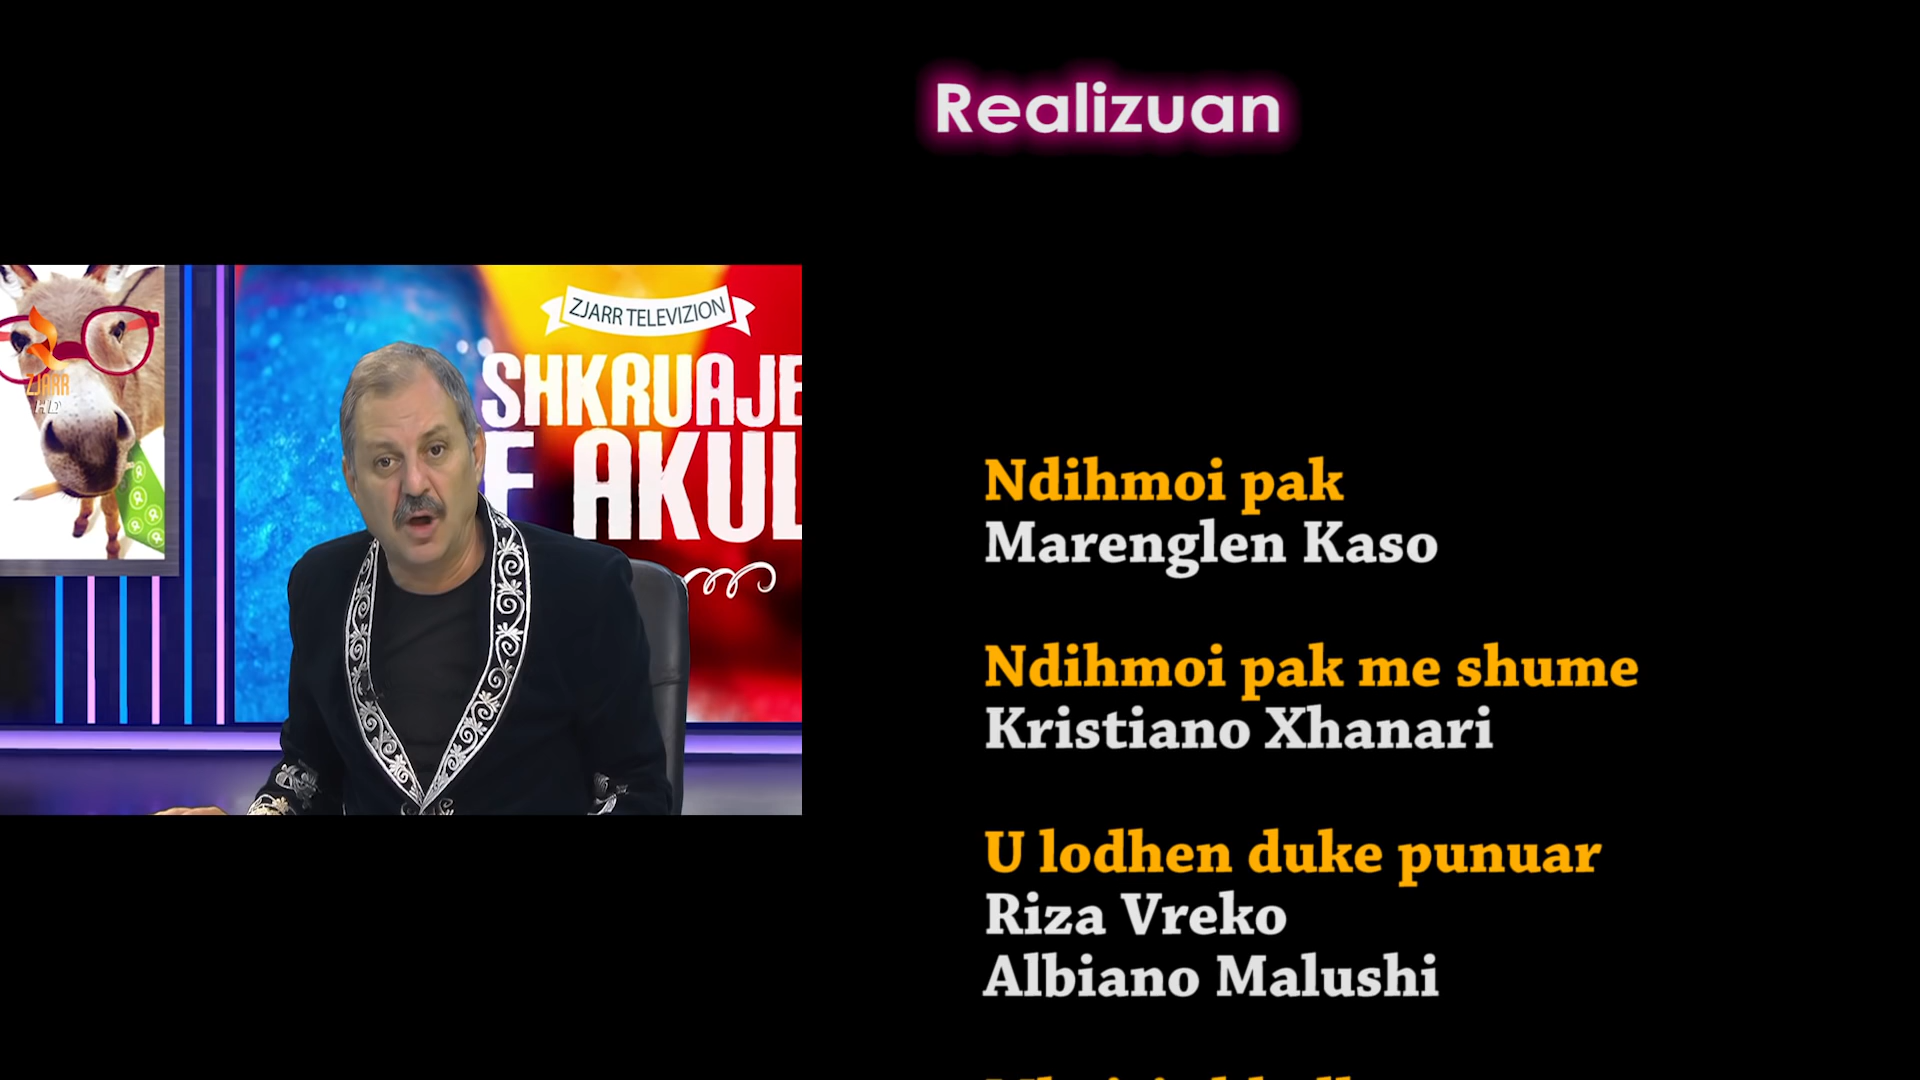 Realizuan
ZJARR TELEVIZION
SHKRUAJE
E AKUL
ZJARR
HD
Ndihmoi pak
Marenglen Kaso
Ndihmoi pak me shume
Kristiano Xhanari
U lodhen duke punuar
Riza Vreko
Albiano Malushi